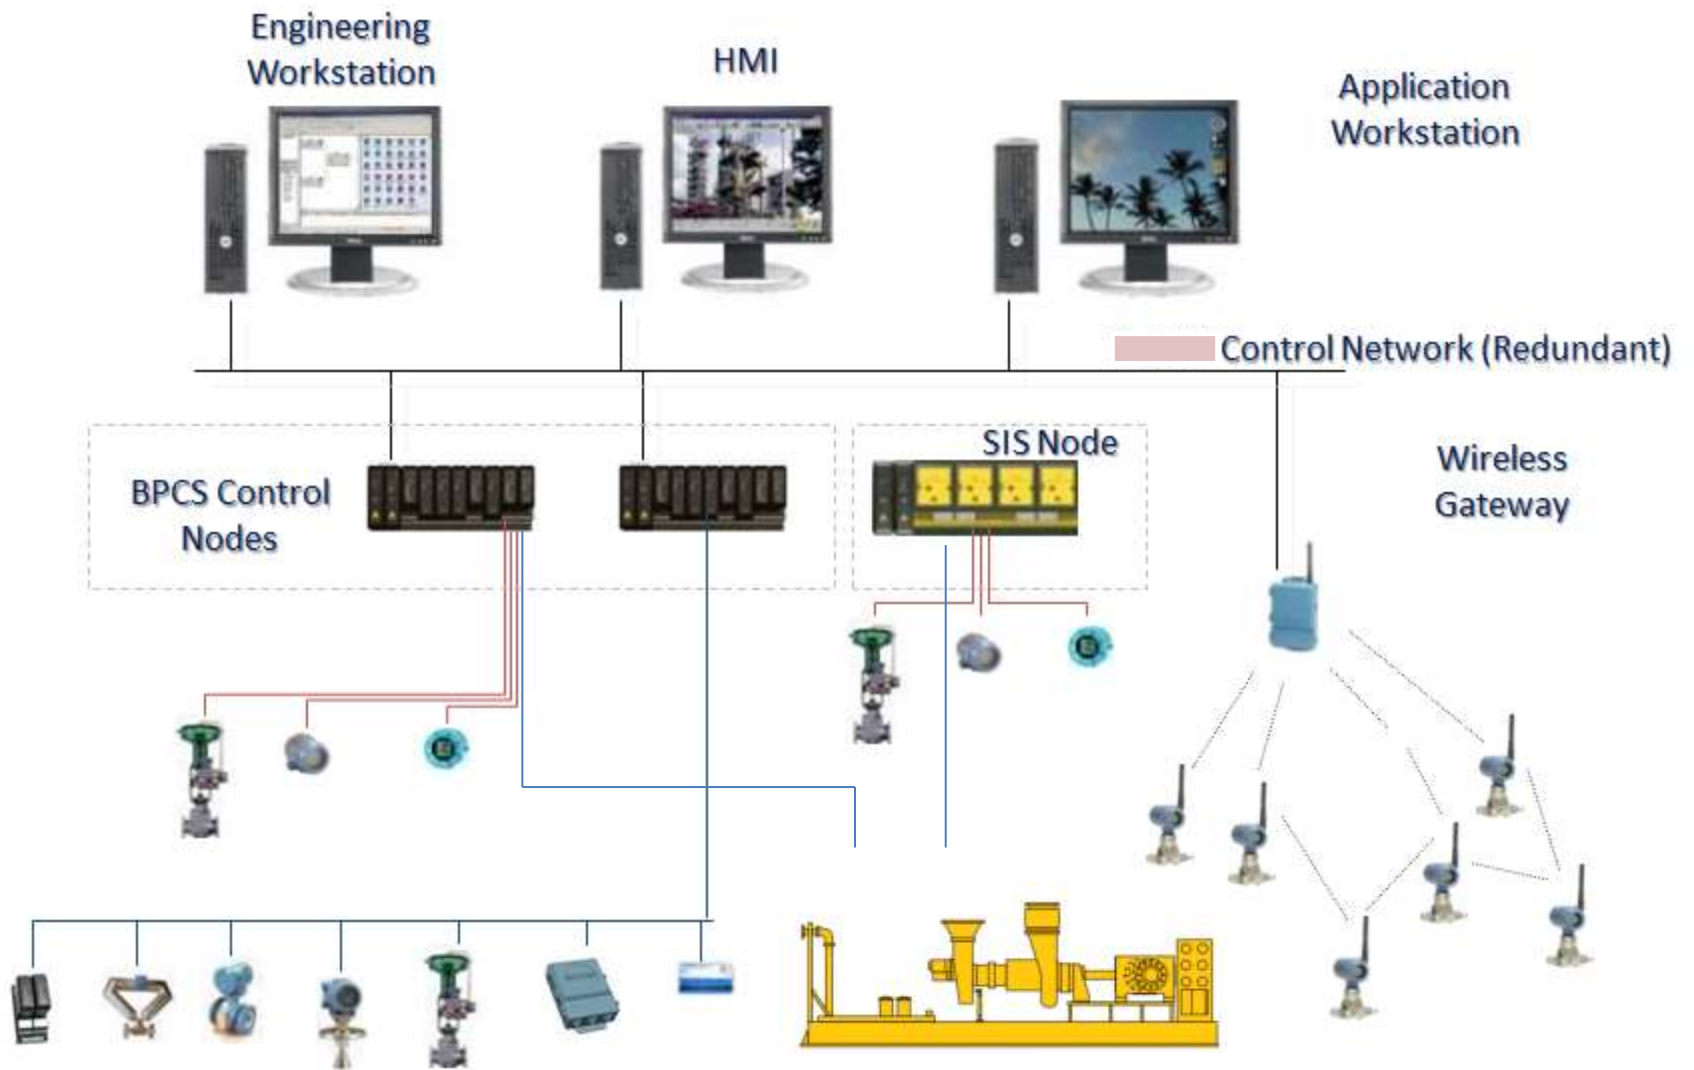 Engineering
Workstation
HMI
Application
Workstation
Control Network (Redundant)
BPCS Control
Nodes
SIS Node
Wireless
Gateway